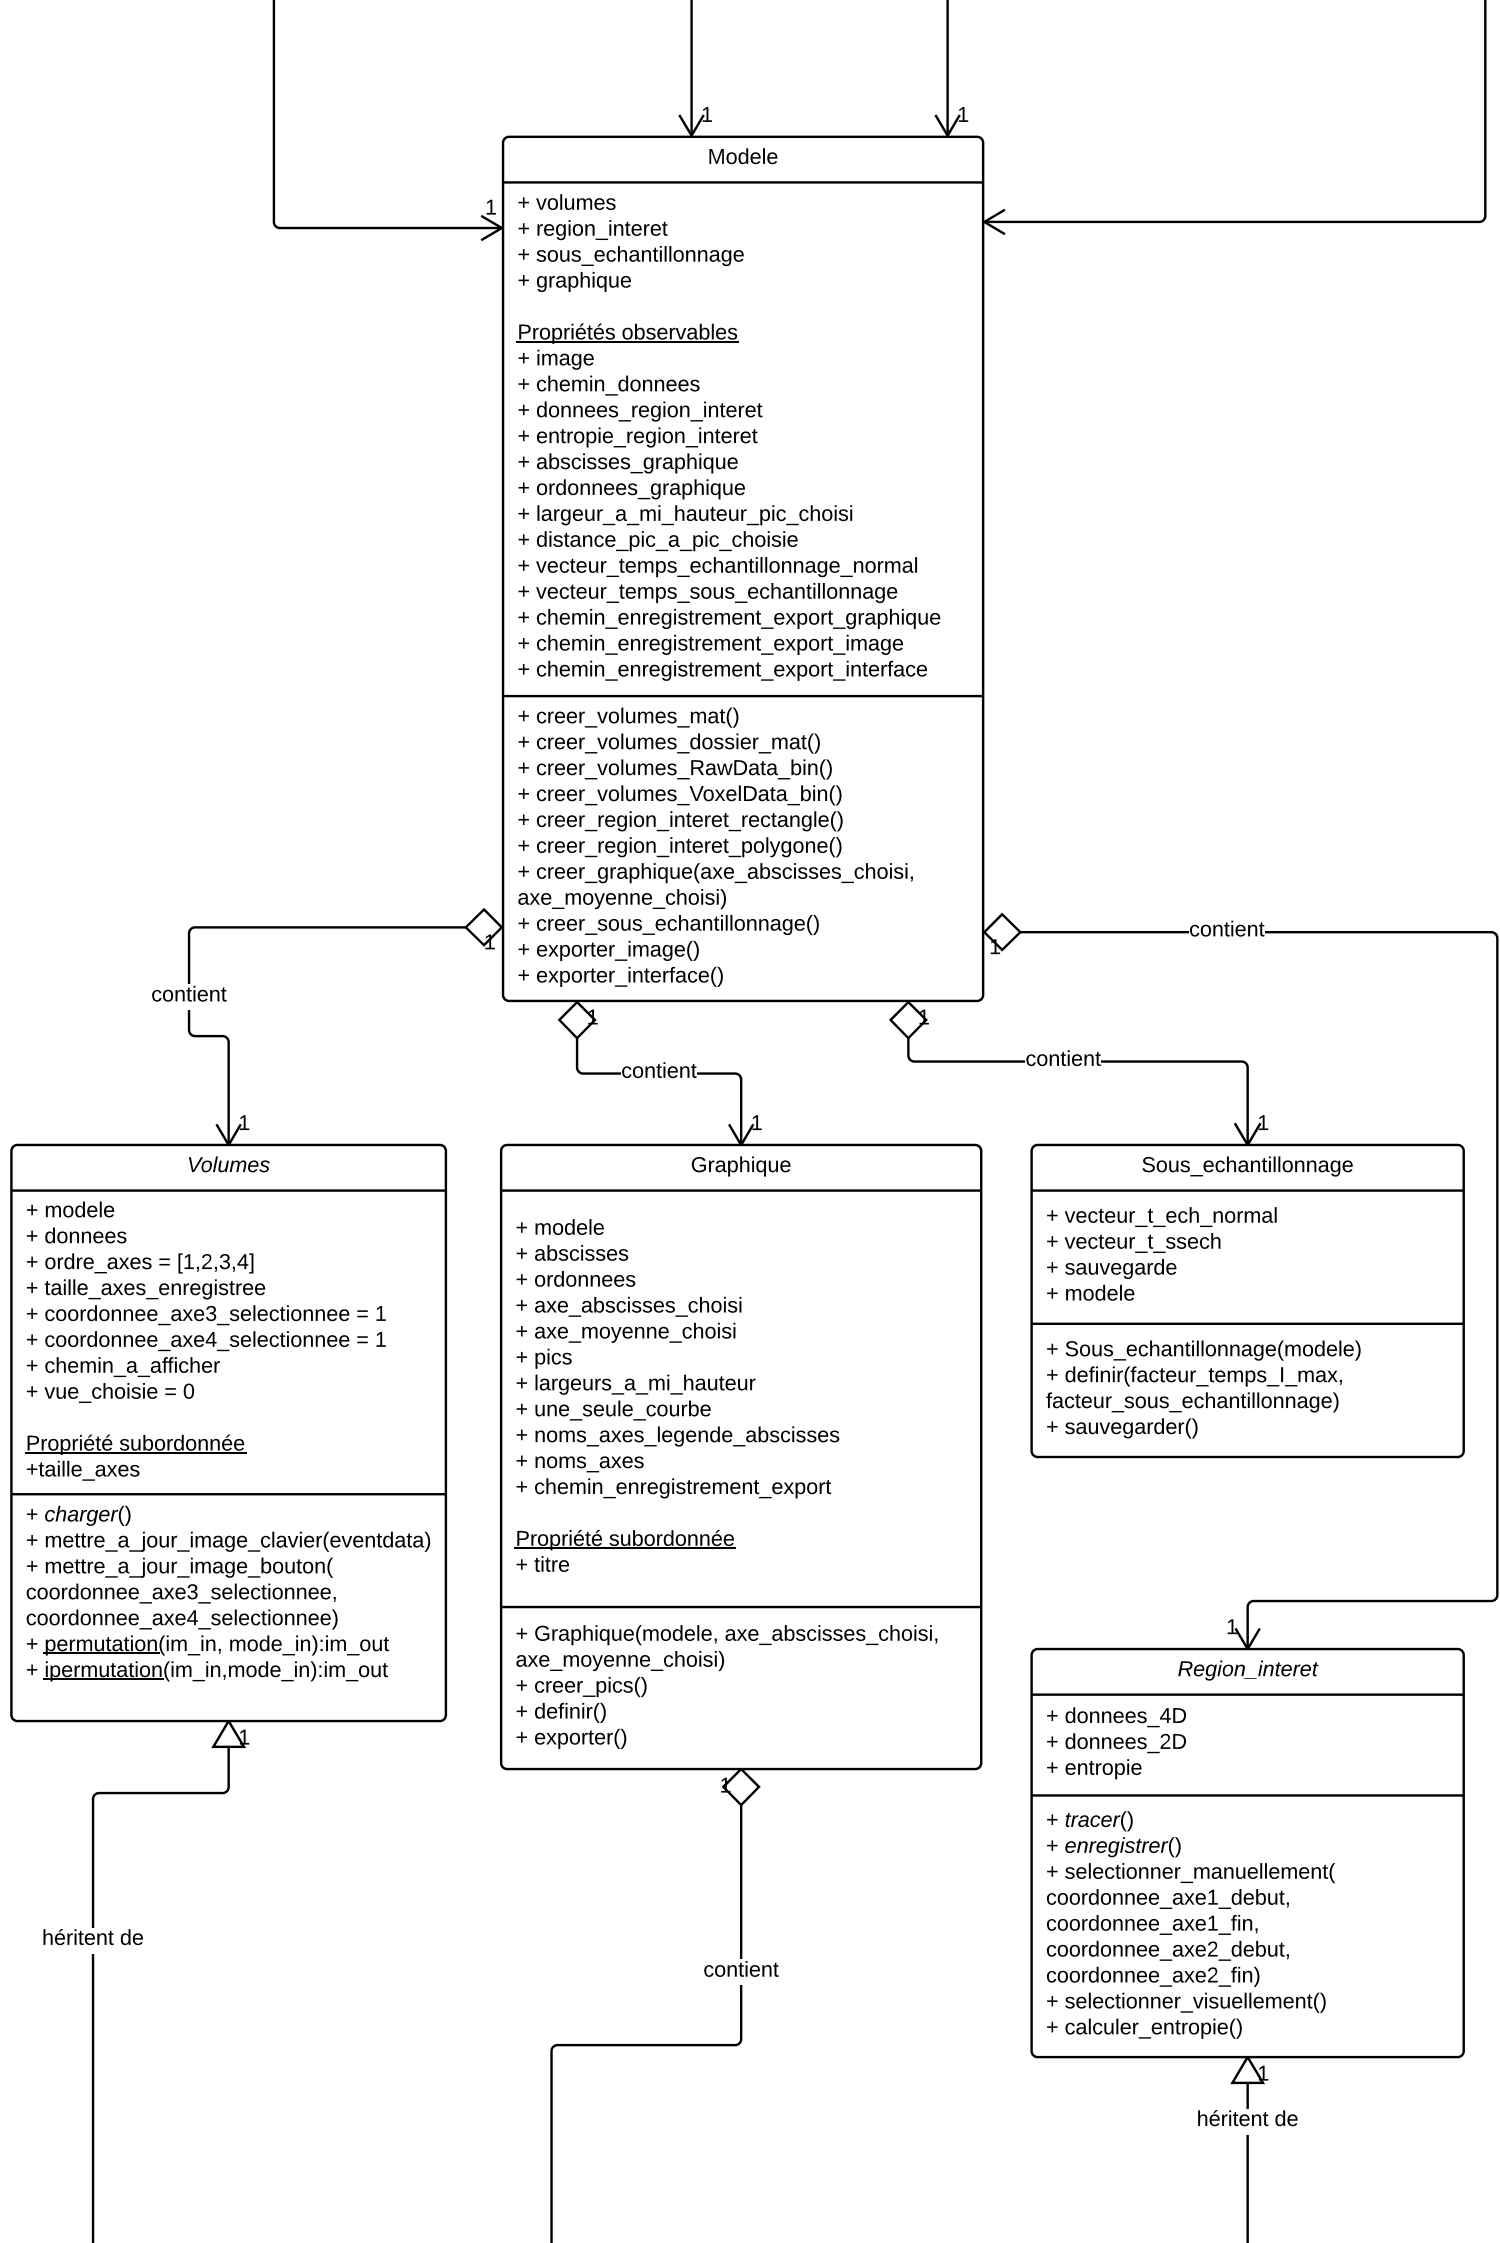 1
1
Modele
1
+ volumes
+ region_interet
+ sous_echantillonnage
+ graphique
Propriétés observables
+ image
+ chemin_donnees
+ donnees_region_interet
+ entropie_region_interet
+ abscisses_graphique
+ ordonnees_graphique
+ largeur_a_mi_hauteur_pic_choisi
+ distance_pic_a_pic_choisie
+ vecteur_temps_echantillonnage_normal
+ vecteur_temps_sous_echantillonnage
+ chemin_enregistrement_export_graphique
+ chemin_enregistrement_export_image
+ chemin_enregistrement_export_interface
+ creer_volumes_mat()
+ creer_volumes_dossier_mat()
+ creer_volumes_RawData_bin()
+ creer_volumes_VoxelData_bin()
+ creer_region_interet_rectangle()
+ creer_region_interet_polygone()
+ creer_graphique(axe_abscisses_choisi,
axe_moyenne_choisi)
+ creer_sous_echantillonnage()
+ exporter_image()
+ exporter_interface()
1
1
contient
contient
1
1
contient
contient
1
1
1
Volumes
+ modele
+ donnees
+ ordre_axes = [1,2,3,4]
+ taille_axes_enregistree
+ coordonnee_axe3_selectionnee = 1
+ coordonnee_axe4_selectionnee = 1
+ chemin_a_afficher
+ vue_choisie = 0
Propriété subordonnée
+taille_axes
+ charger()
+ mettre_a_jour_image_clavier(eventdata)
+ mettre_a_jour_image_bouton(
coordonnee_axe3_selectionnee,
coordonnee_axe4_selectionnee)
+ permutation(im_in, mode_in):im_out
+ ipermutation(im_in,mode_in):im_out
1
héritent de
Graphique
+ modele
+ abscisses
+ ordonnees
+ axe_abscisses_choisi
+ axe_moyenne_choisi
+ pics
+ largeurs_a_mi_hauteur
+ une_seule_courbe
+ noms_axes_legende_abscisses
+ noms_axes
+ chemin_enregistrement_export
Propriété subordonnée
+ titre
+ Graphique(modele, axe_abscisses_choisi,
axe_moyenne_choisi)
+ creer_pics()
+ definir()
+ exporter()
1
contient
Sous_echantillonnage
+ vecteur_t_ech_normal
+ vecteur_t_ssech
+ sauvegarde
+ modele
+ Sous_echantillonnage(modele)
+ definir(facteur_temps_I_max,
facteur_sous_echantillonnage)
+ sauvegarder()
1
Region_interet
+ donnees_4D
+ donnees_2D
+ entropie
+ tracer()
+ enregistrer()
+ selectionner_manuellement(
coordonnee_axe1_debut,
coordonnee_axe1_fin,
coordonnee_axe2_debut,
coordonnee_axe2_fin)
+ selectionner_visuellement()
+ calculer_entropie()
1
héritent de